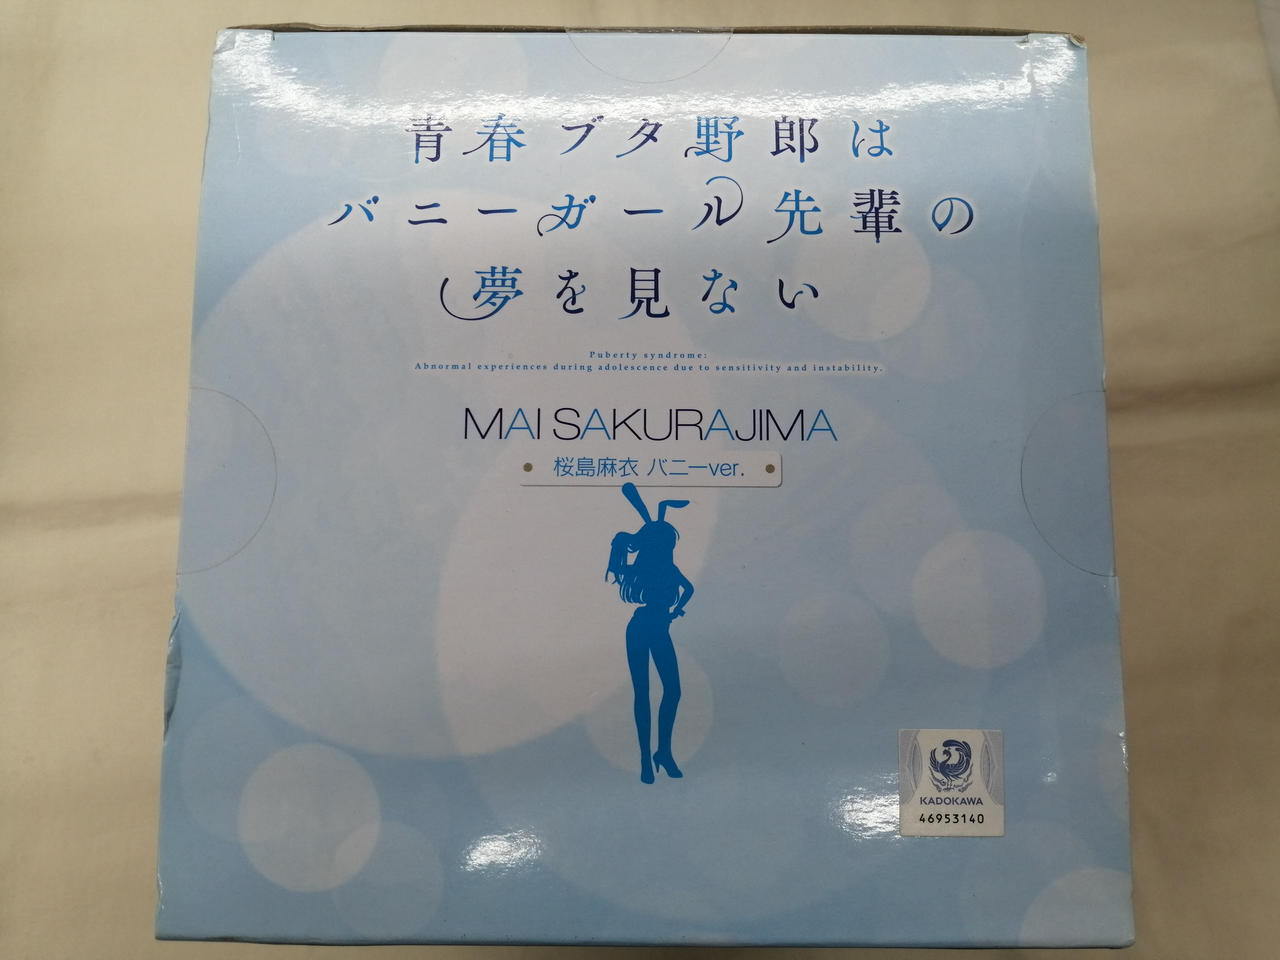 青春ブタ野郎は
バニーガール先輩の
夢を見ない
Puberty syndrome:
Abnormal experiences during adolescence due to sensitivity and instability.
MAI SAKURAJIMA
桜島麻衣 バニーver.
KADOKAWA
46953140